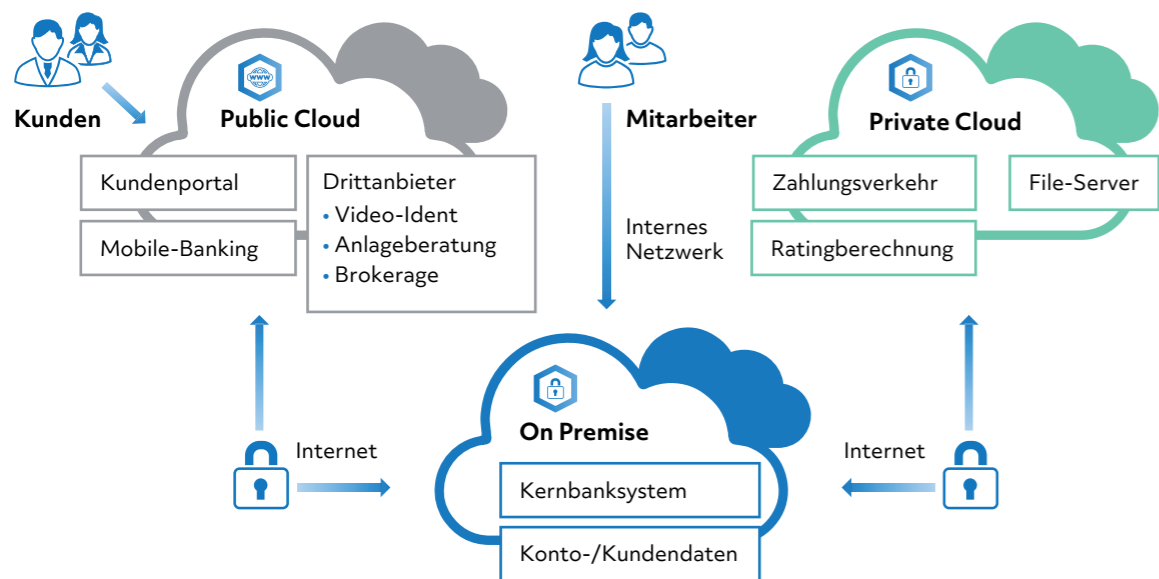 Kunden
www
Public Cloud
Kundenportal
Mobile-Banking
Drittanbieter
• Video-Ident
• Anlageberatung
• Brokerage
Mitarbeiter
Internes
Netzwerk
Private Cloud
Zahlungsverkehr
File-Server
Ratingberechnung
Internet
On Premise
Kernbanksystem
Konto-/Kundendaten
Internet